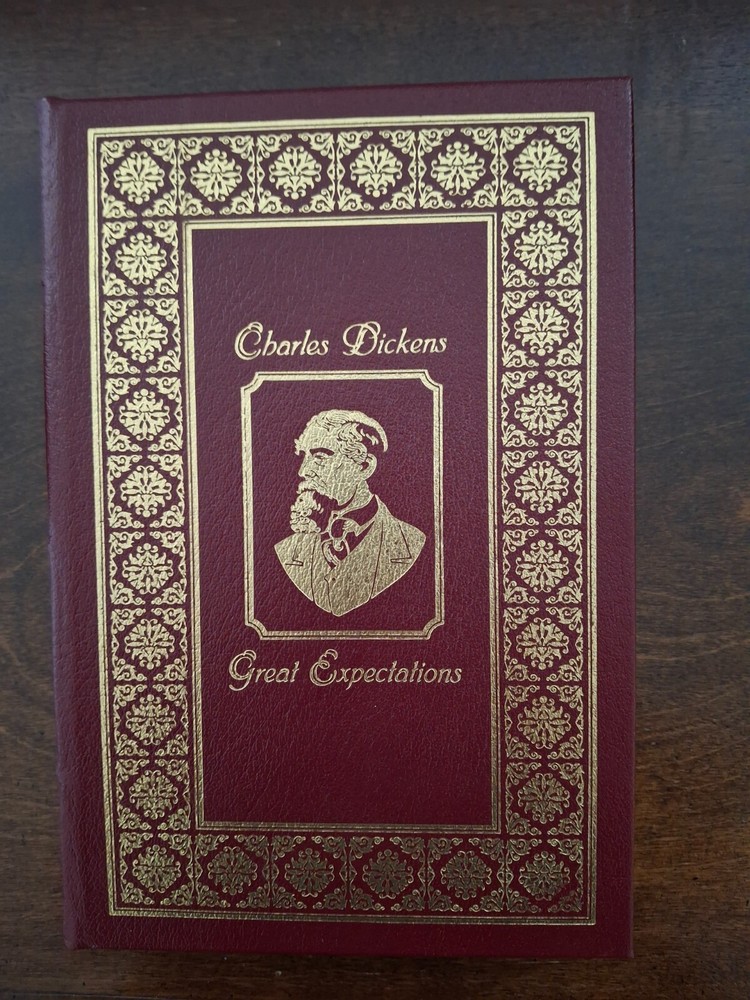 Charles Dickens
Great Expectations